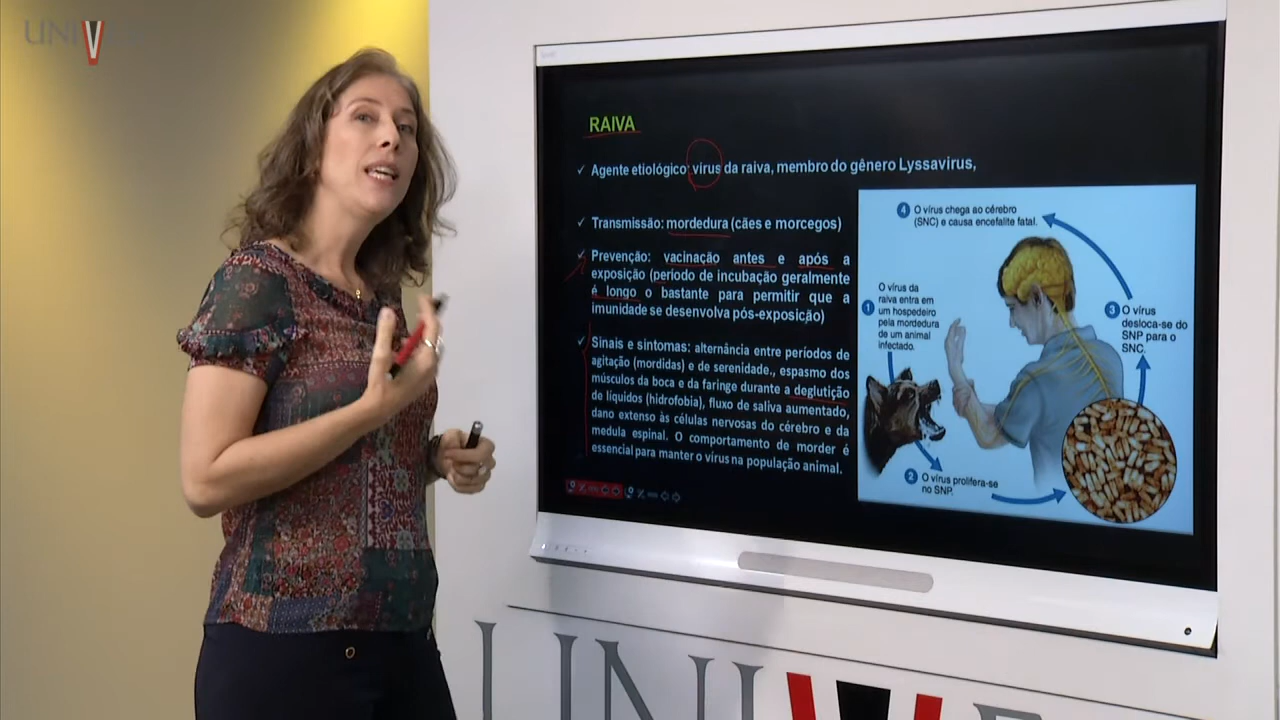 UNIV
RAIVA
✓ Agente etiológico: vírus da raiva, membro do gênero Lyssavirus,
✓ Transmissão: mordedura (cães e morcegos)
✓ Prevenção: vacinação antes e após a
exposição (período de incubação geralmente
é longo o bastante para permitir que a
imunidade se desenvolva pós-exposição)
✓ Sinais e sintomas: alternância entre períodos de
agitação (mordidas) e de serenidade., espasmo dos
músculos da boca e da faringe durante a deglutição
de líquidos (hidrofobia), fluxo de saliva aumentado,
dano extenso às células nervosas do cérebro e da
medula espinal. O comportamento de morder é
essencial para manter o vírus na população animal.
4 O vírus chega ao cérebro
(SNC) e causa encefalite fatal.
1 O vírus da
raiva entra em
um hospedeiro
pela mordedura
de um animal
infectado.
3 O vírus
desloca-se do
SNP para o
SNC.
2 O vírus prolifera-se
no SNP.
UNIV